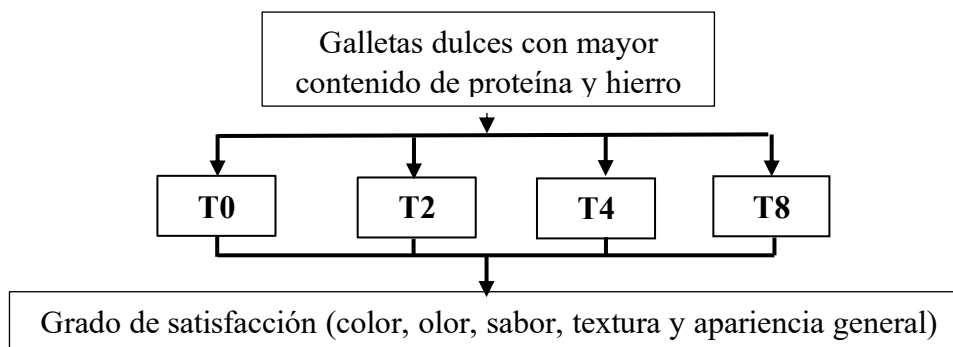 Galletas dulces con mayor
contenido de proteína y hierro
T0
T2
T4
T8
Grado de satisfacción (color, olor, sabor, textura y apariencia general)